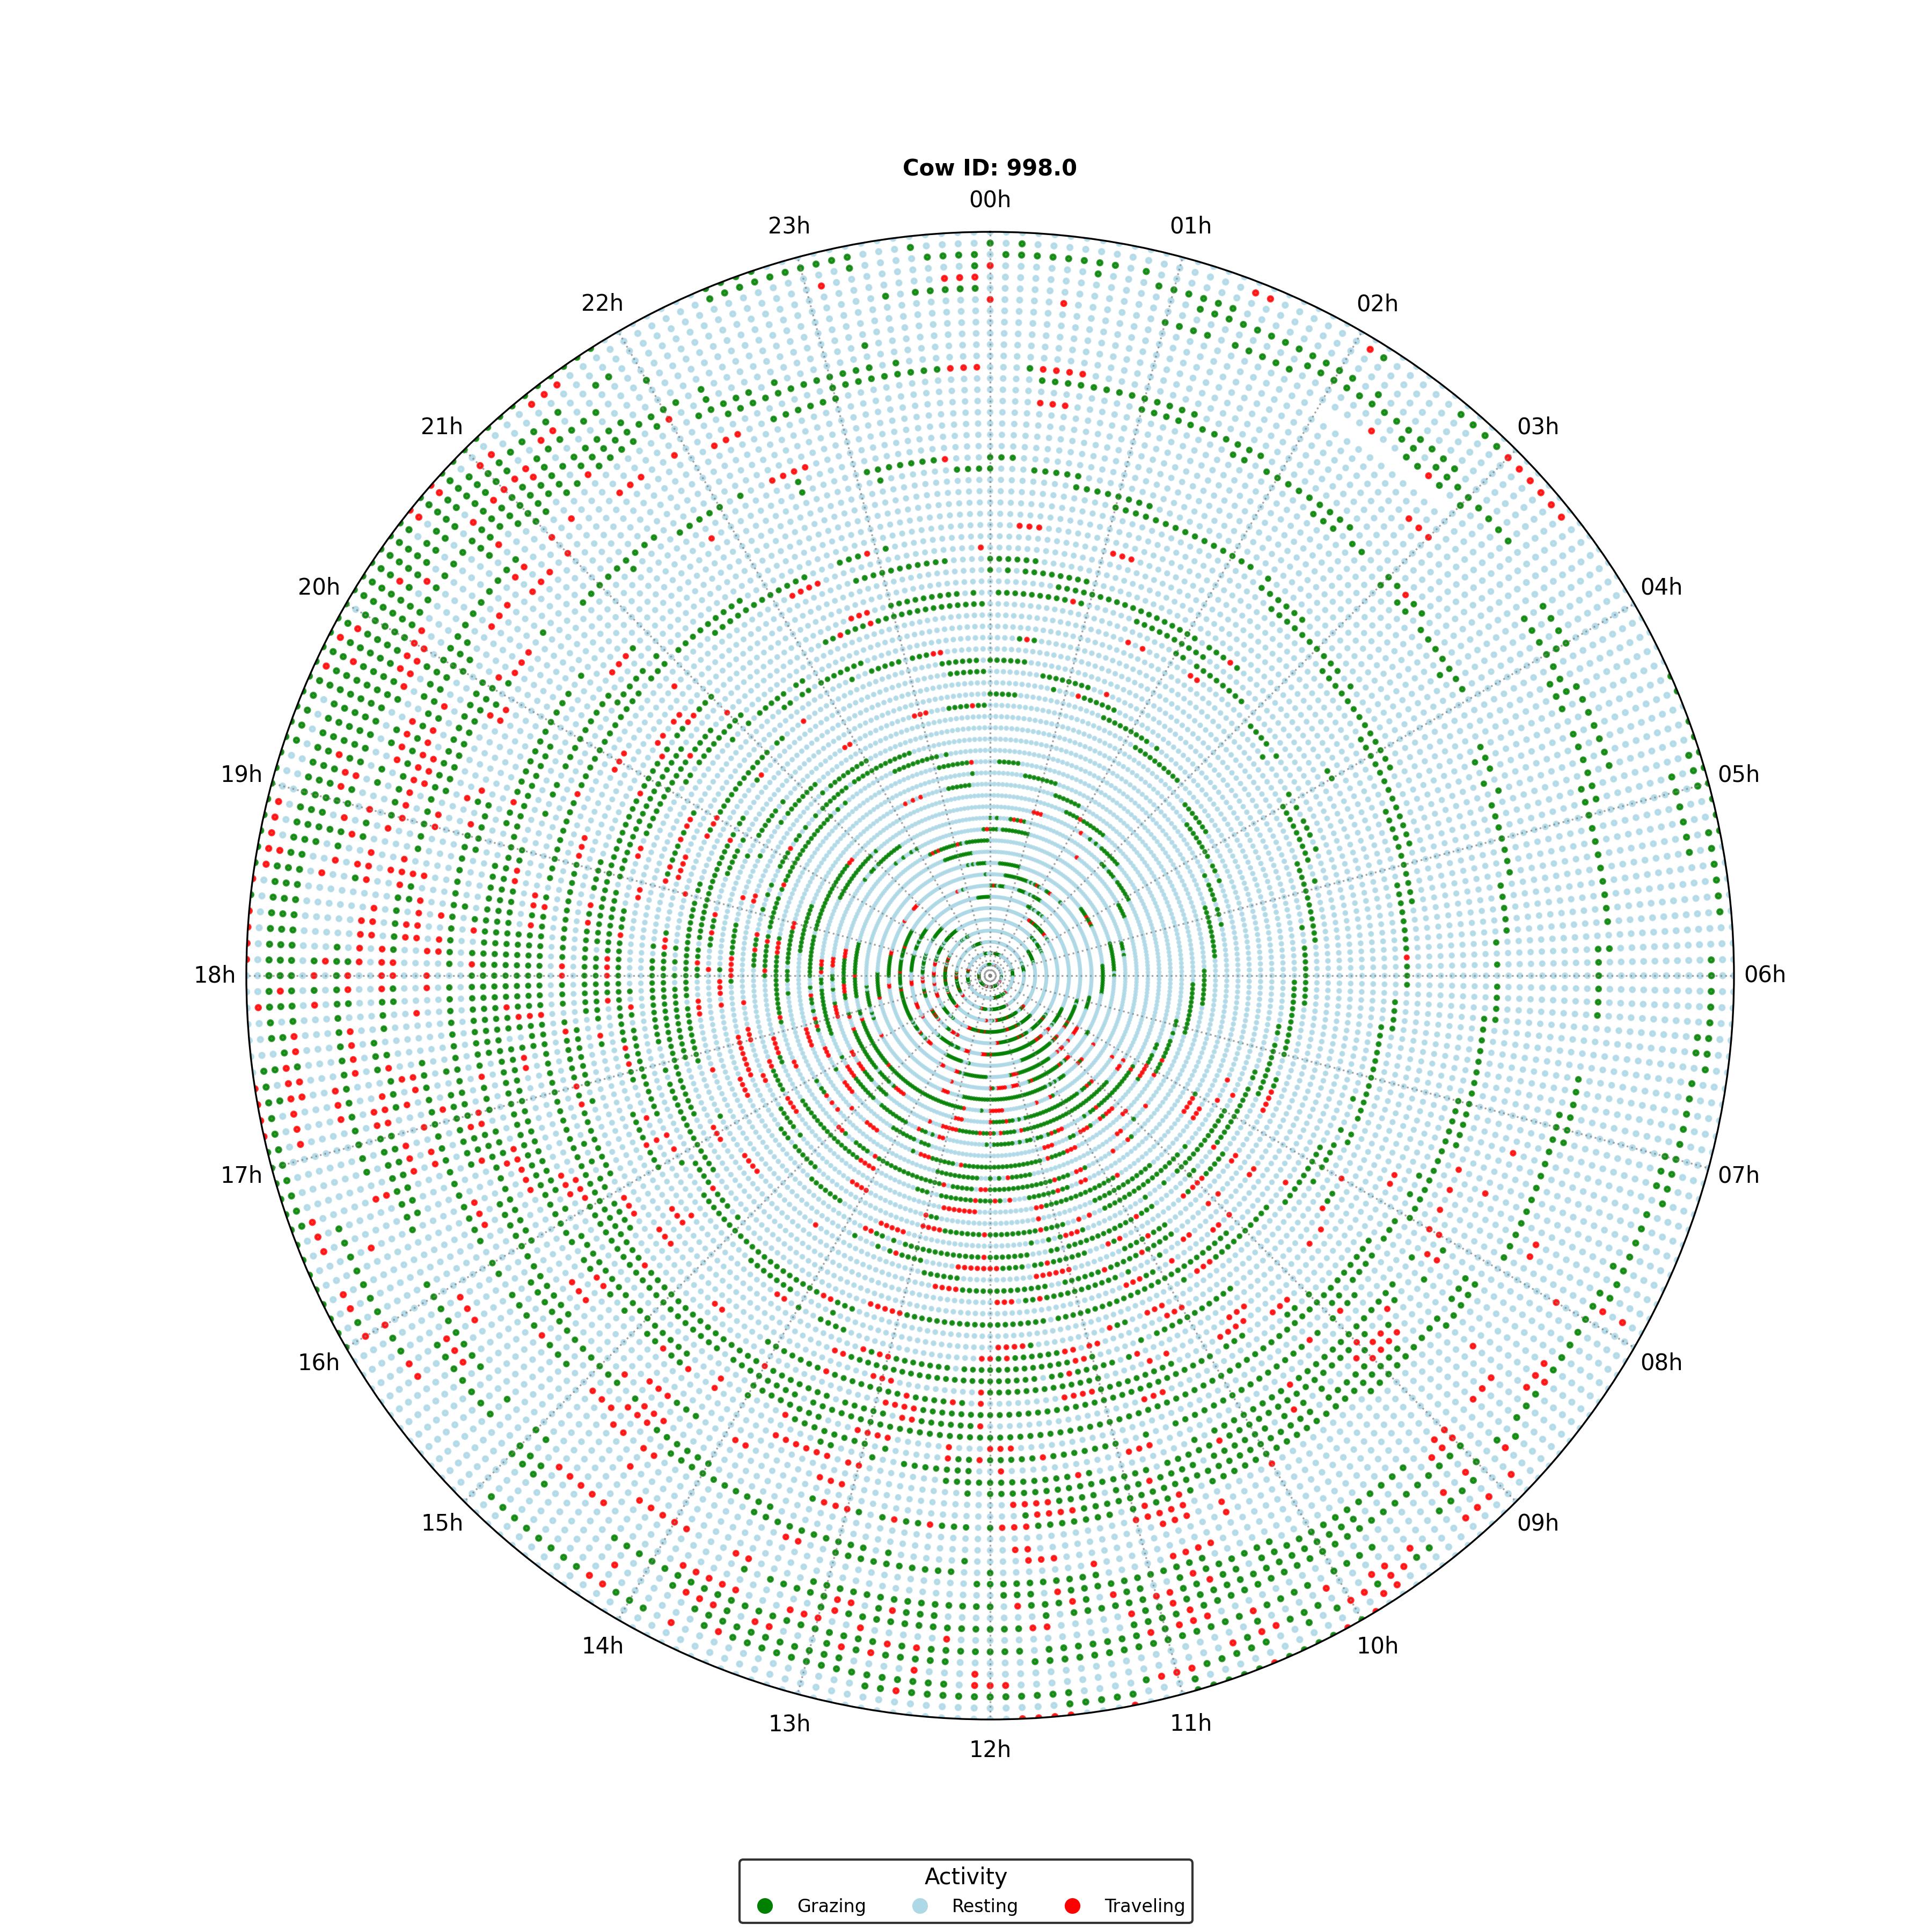 Cow ID: 998.0
00h
23h
01h
22h
02h
21h
03h
20h
04h
19h
05h
18h
06h
17h
07h
16h
08h
15h
09h
14h
10h
13h
11h
12h
Activity
Grazing Resting Traveling